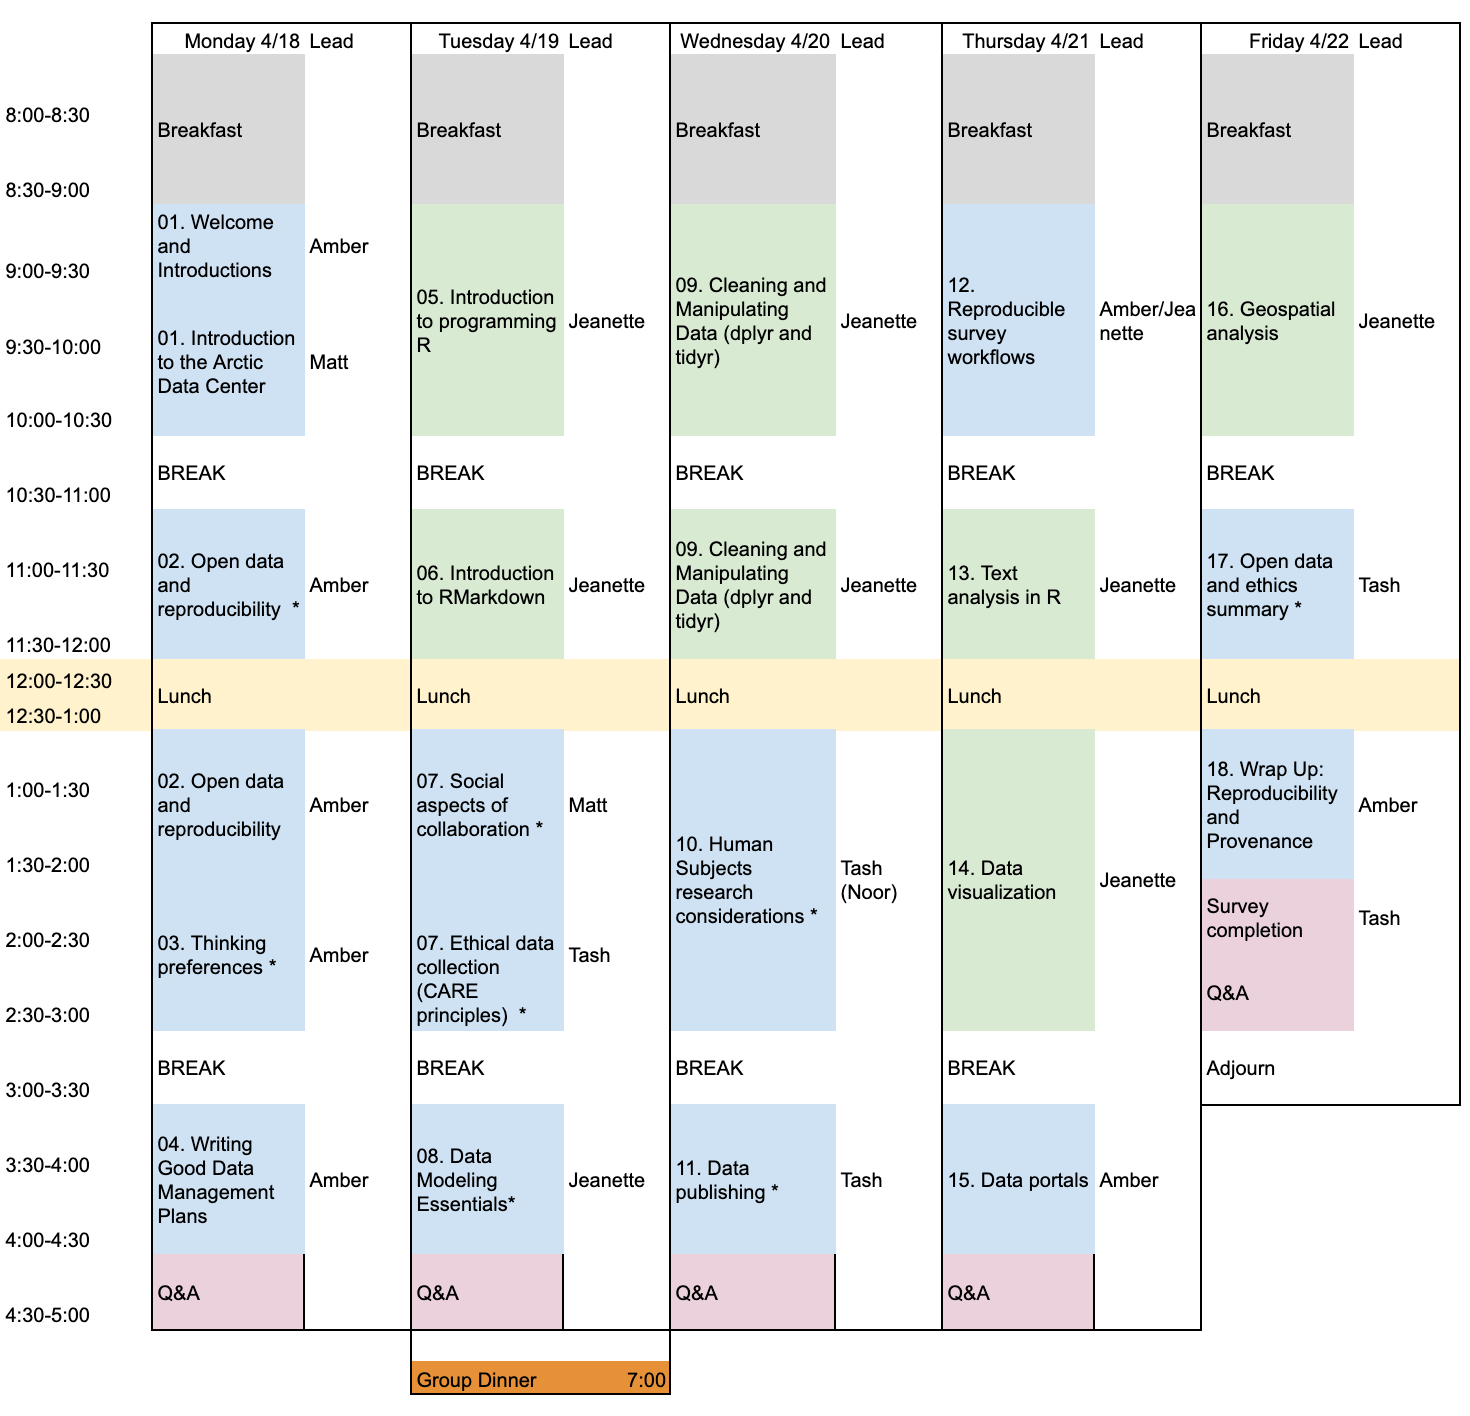 Monday 4/18 Lead Tuesday 4/19 Lead Wednesday 4/20 Lead Thursday 4/21 Lead Friday 4/22 Lead
8:00-8:30
Breakfast Breakfast Breakfast Breakfast Breakfast
8:30-9:00
01. Welcome
and
Introductions
Amber
9:00-9:30
01. Introduction
to the Arctic
Data Center
Matt
9:30-10:00
05. Introduction
to programming
R
Jeanette
09. Cleaning and
Manipulating
Data (dplyr and
tidyr)
Jeanette
12.
Reproducible
survey
workflows
Amber/Jea
nette
16. Geospatial
analysis
Jeanette
10:00-10:30
BREAK BREAK BREAK BREAK BREAK
10:30-11:00
02. Open data
and
reproducibility *
Amber
06. Introduction
to RMarkdown
Jeanette
09. Cleaning and
Manipulating
Data (dplyr and
tidyr)
Jeanette
13. Text
analysis in R
Jeanette
17. Open data
and ethics
summary *
Tash
11:00-11:30
11:30-12:00
12:00-12:30
Lunch Lunch Lunch Lunch Lunch
12:30-1:00
02. Open data
and
reproducibility
Amber
07. Social
aspects of
collaboration *
Matt
10. Human
Subjects
research
considerations *
Tash
(Noor)
14. Data
visualization
Jeanette
18. Wrap Up:
Reproducibility
and
Provenance
Amber
1:00-1:30
1:30-2:00
03. Thinking
preferences *
Amber
07. Ethical data
collection
(CARE
principles) *
Tash
Survey
completion
Tash
2:00-2:30
Q&A
2:30-3:00
BREAK BREAK BREAK BREAK Adjourn
3:00-3:30
04. Writing
Good Data
Management
Plans
Amber
08. Data
Modeling
Essentials*
Jeanette
11. Data
publishing *
Tash
15. Data portals
Amber
3:30-4:00
4:00-4:30
Q&A Q&A Q&A Q&A
4:30-5:00
Group Dinner 7:00